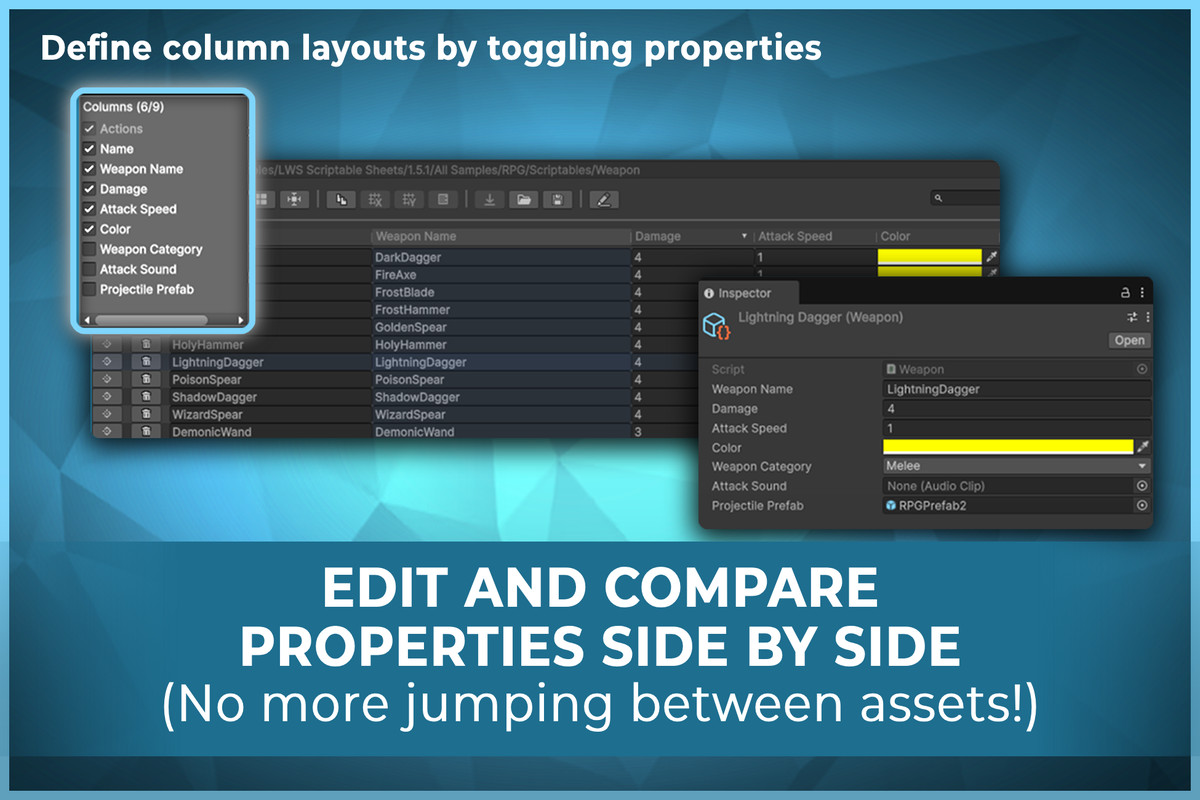 Define column layouts by toggling properties
Columns (6/9)
Actions
Name
Weapon Name
Damage
Attack Speed
Color
Weapon Category
Attack Sound
Projectile Prefab
/LWS Scriptable Sheets/1.5.1/All Samples/RPG/Scriptables/Weapon
Weapon Name Damage Attack Speed Color
DarkDagger 4 1
FireAxe 4 1
FrostBlade 4
FrostHammer 4
GoldenSpear 4
HolyHammer HolyHammer 4
LightningDagger LightningDagger 4
PoisonSpear PoisonSpear 4
ShadowDagger ShadowDagger 4
WizardSpear WizardSpear 4
DemonicWand DemonicWand 3
Inspector
Lightning Dagger (Weapon)
Open
Script Weapon
Weapon Name LightningDagger
Damage 4
Attack Speed 1
Color
Weapon Category Melee
Attack Sound None (Audio Clip)
Projectile Prefab RPGPrefab2
EDIT AND COMPARE
PROPERTIES SIDE BY SIDE
(No more jumping between assets!)